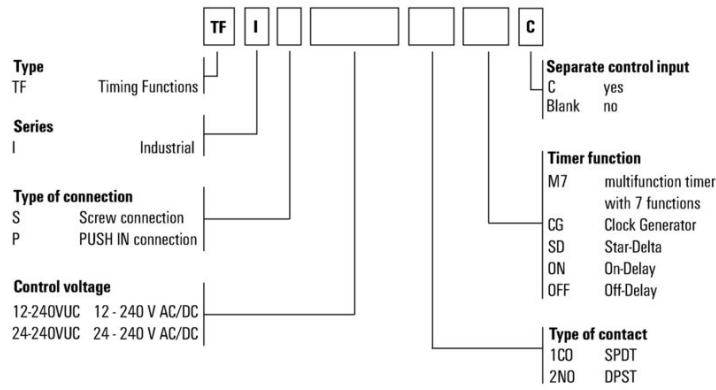 TF I C
Type
TF Timing Functions
Series
I Industrial
Type of connection
S Screw connection
P PUSH IN connection
Control voltage
12-240VUC 12 - 240 V AC/DC
24-240VUC 24 - 240 V AC/DC
Separate control input
C yes
Blank no
Timer function
M7 multifunction timer
with 7 functions
CG Clock Generator
SD Star-Delta
ON On-Delay
OFF Off-Delay
Type of contact
1CO SPDT
2NO DPST